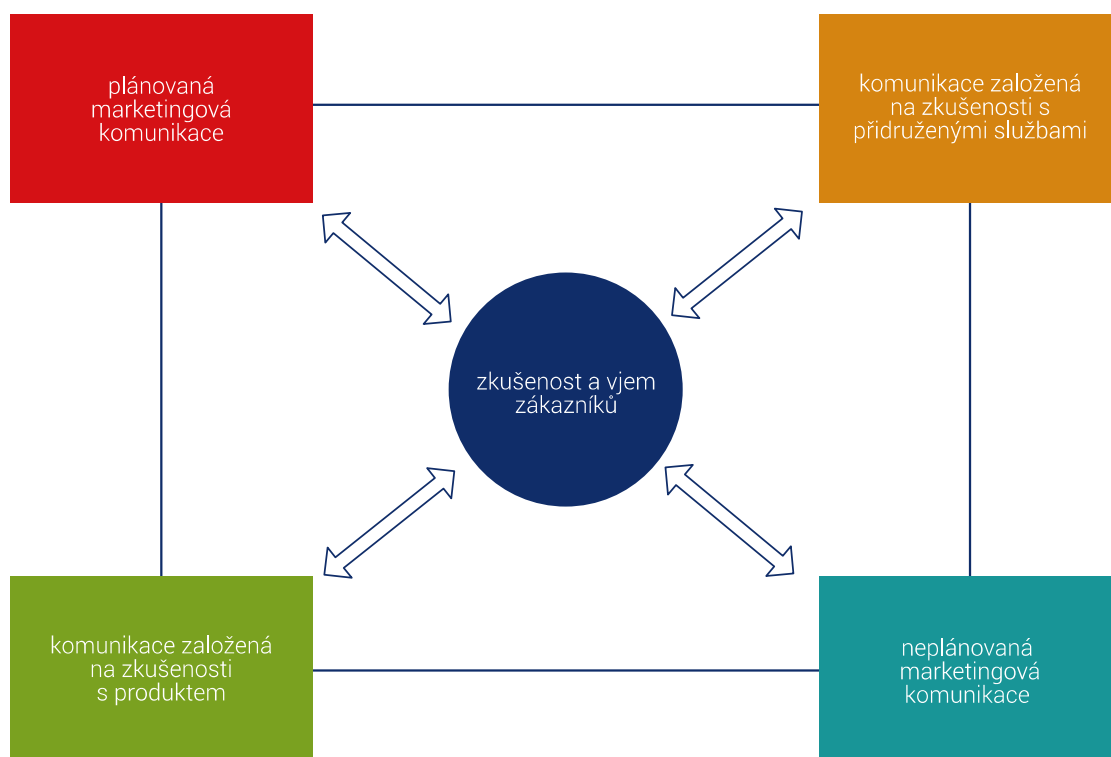 plánovaná
marketingová
komunikace
komunikace založená
na zkušenosti s
přidruženými službami
zkušenost a vjem
zákazníků
komunikace založená
na zkušenosti
s produktem
neplánovaná
marketingová
komunikace